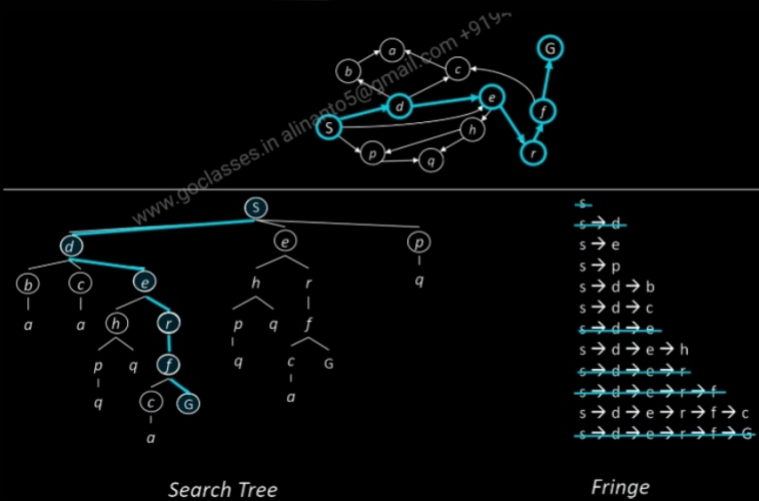 www.goclasses.in alinanto5@gmail.com +919
G
a
b
c
d
e
f
S
h
p
q
r
S
d e p
b c e h r q
a a h r p q f
p q f q c G
q c G a
a
s
s → d
s → e
s → p
s → d → b
s → d → c
s → d → e
s → d → e → h
s → d → e → r
s → d → e → r → f
s → d → e → r → f → c
s → d → e → r → f → G
Search Tree
Fringe